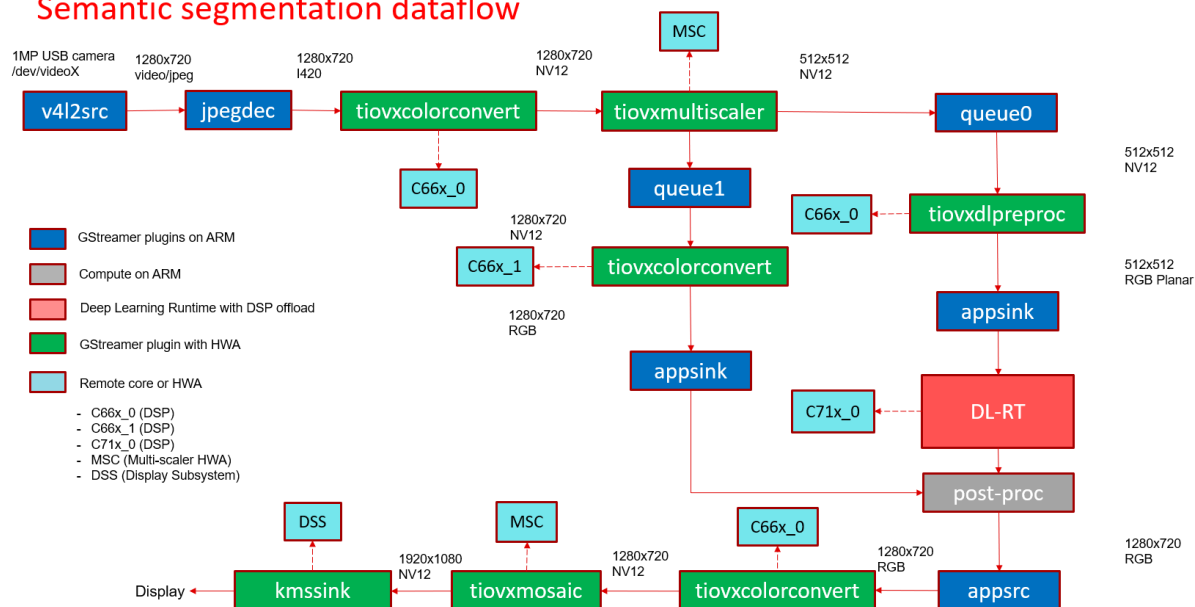 Semantic segmentation dataflow
1MP USB camera
/dev/videoX
1280x720
video/jpeg
1280x720
I420
1280x720
NV12
MSC
512x512
NV12
v4l2src
jpegdec
tiovxcolorconvert
tiovxmultiscaler
queue0
C66x_0
queue1
512x512
NV12
C66x_0
tiovxdlpreproc
1280x720
NV12
C66x_1
tiovxcolorconvert
512x512
RGB Planar
1280x720
RGB
appsink
appsink
GStreamer plugins on ARM
Compute on ARM
Deep Learning Runtime with DSP offload
GStreamer plugin with HWA
Remote core or HWA
- C66x_0 (DSP)
- C66x_1 (DSP)
- C71x_0 (DSP)
- MSC (Multi-scaler HWA)
- DSS (Display Subsystem)
C71x_0
DL-RT
post-proc
DSS
MSC
C66x_0
1280x720
RGB
1920x1080
NV12
1280x720
NV12
1280x720
RGB
Display
kmssink
tiovxmosaic
tiovxcolorconvert
appsrc